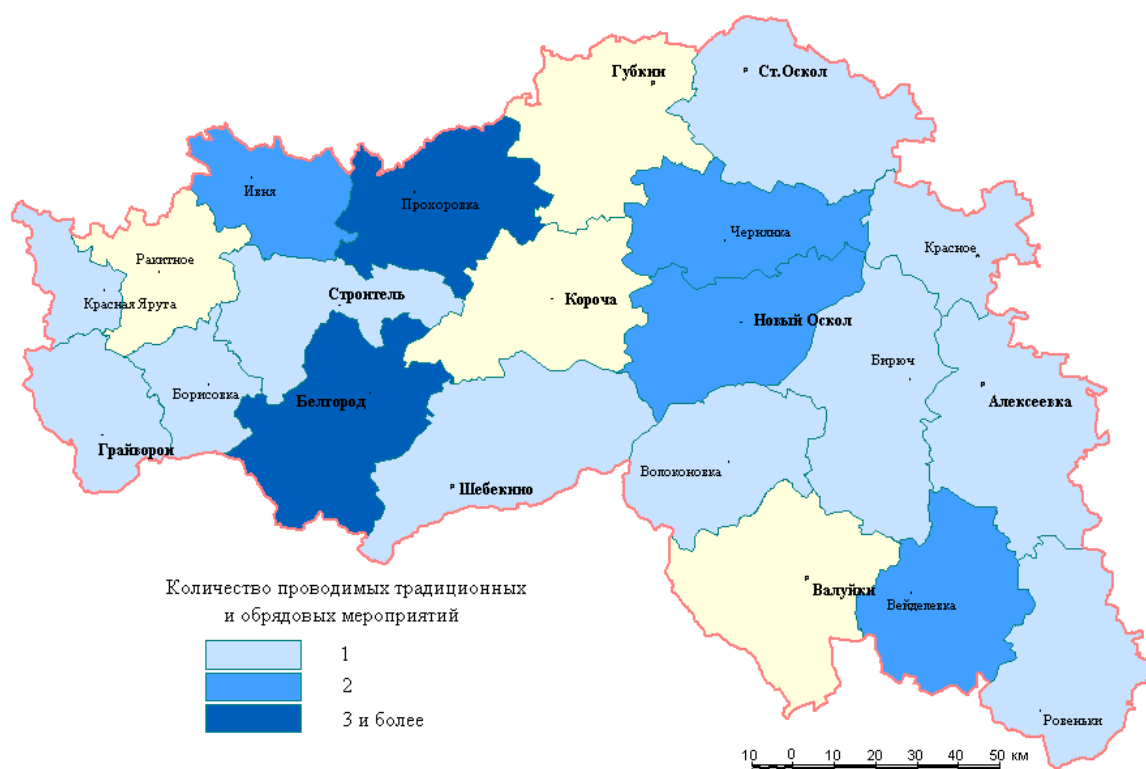 Губкин
Ст.Оскол
Ивня
Прохоровка
Чернянка
Красное
Ракитное
Красная Яруга
Строитель
Короча
Новый Оскол
Бирюч
Борисовка
Белгород
Алексеевка
Грайворон
Волоконовка
Шебекино
Валуйки
Вейделевка
Ровеньки
Количество проводимых традиционных
и обрядовых мероприятий
1
2
3 и более
10 0 10 20 30 40 50 км